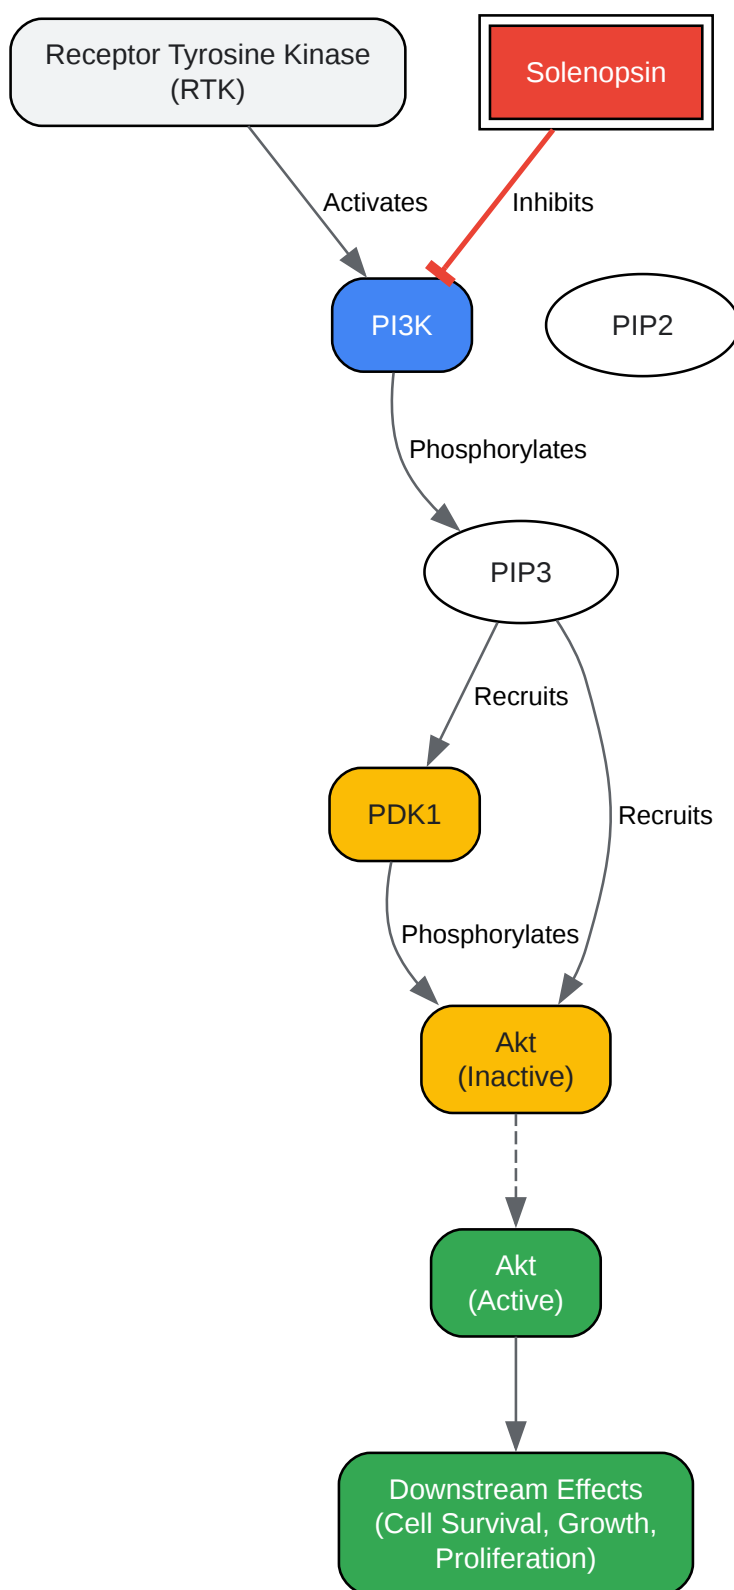 Receptor Tyrosine Kinase
(RTK)
Solenopsin
Activates
Inhibits
PI3K
PIP2
Phosphorylates
PIP3
Recruits
PDK1
Recruits
Phosphorylates
Akt
(Inactive)
Akt
(Active)
Downstream Effects
(Cell Survival, Growth,
Proliferation)